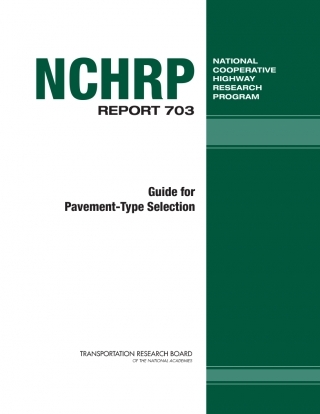 NCHRP
REPORT 703
NATIONAL
COOPERATIVE
HIGHWAY
RESEARCH
PROGRAM
Guide for
Pavement-Type Selection
TRANSPORTATION RESEARCH BOARD
OF THE NATIONAL ACADEMIES